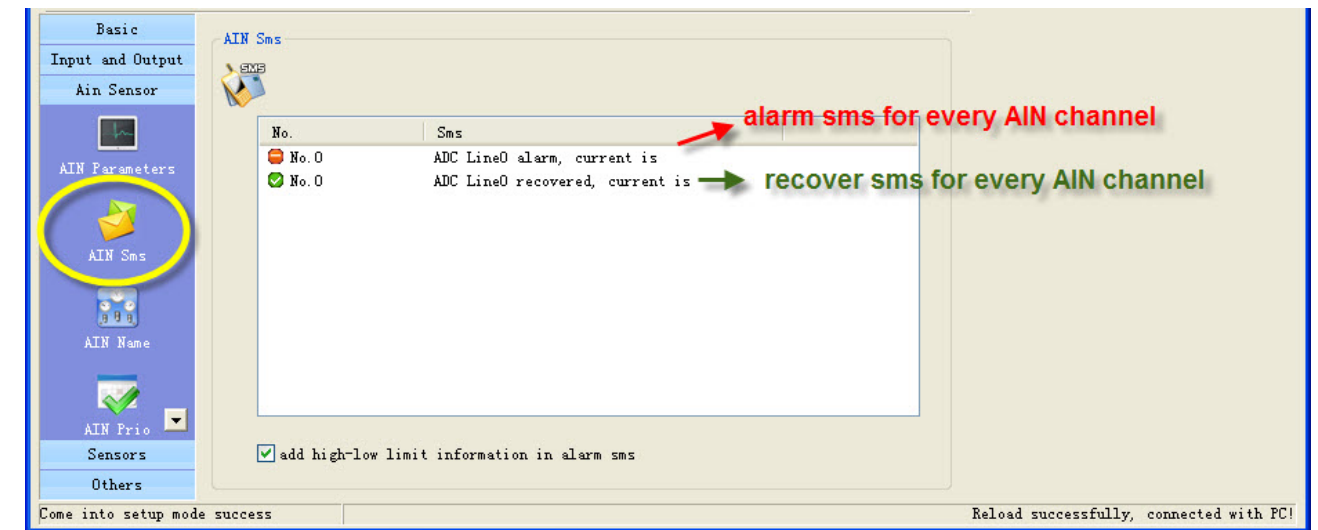 Basic
Input and Output
Ain Sensor
AIN Parameters
AIN Sms
AIN Name
AIN Prio
Sensors
Others
AIN Sms
SMS
No. Sms
No. 0 ADC Line0 alarm, current is
No. 0 ADC Line0 recovered, current is
alarm sms for every AIN channel
recover sms for every AIN channel
add high-low limit information in alarm sms
Come into setup mode success
Reload successfully, connected with PC!